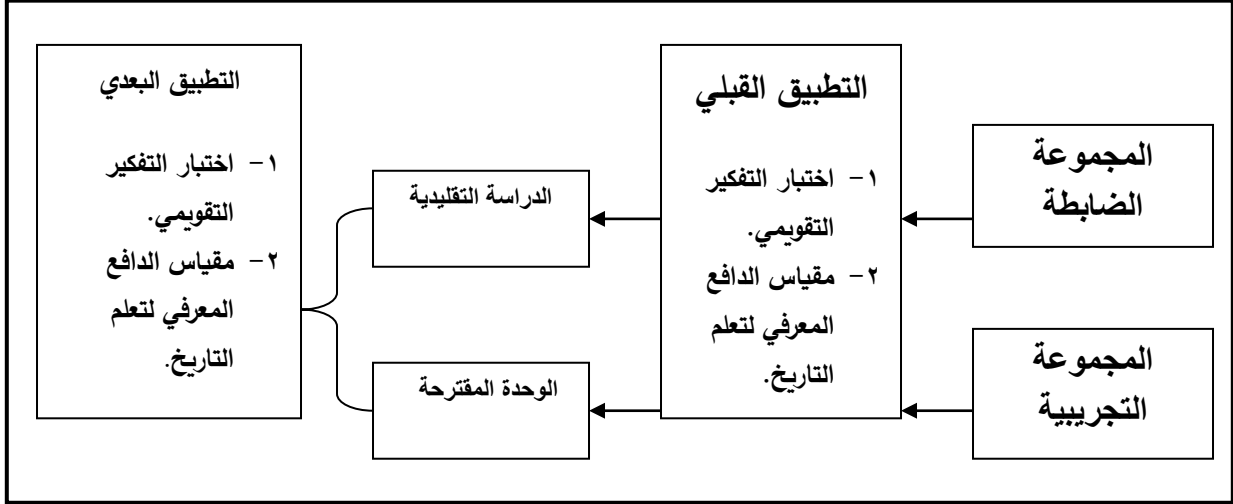 المجموعة
الضابطة
المجموعة
التجريبية
التطبيق القبلي
١- اختبار التفكير
التقويمي.
٢- مقياس الدافع
المعرفي لتعلم
التاريخ.
الدراسة التقليدية
الوحدة المقترحة
التطبيق البعدي
١- اختبار التفكير
التقويمي.
٢- مقياس الدافع
المعرفي لتعلم
التاريخ.